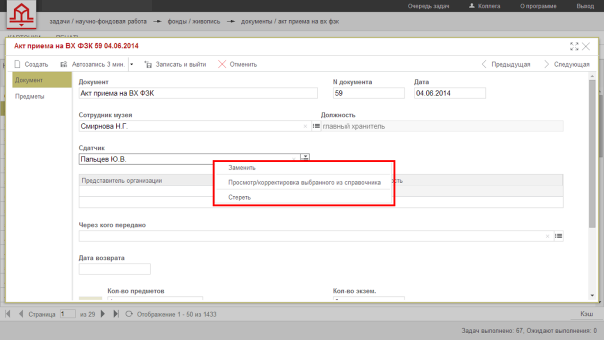 Очередь задач Коллега О программе Выход
задачи / научно-фондовая работа → фонды / живопись → документы / акт приема на вх фзк
Акт приема на ВХ ФЗК 59 04.06.2014
Создать Автозапись 3 мин. Записать и выйти Отменить Предыдущая Следующая
Документ
Предметы
Документ N документа Дата
Акт приема на ВХ ФЗК 59 04.06.2014
Сотрудник музея Должность
Смирнова Н.Г. главный хранитель
Сдатчик
Пальцев Ю.В.
Заменить
Просмотр/корректировка выбранного из справочника
Стереть
Представитель организации
Через кого передано
Дата возврата
Кол-во предметов Кол-во экзем.
Страница 1 из 29 Отображение 1 - 50 из 1433 Кэш
Задач выполнено: 67, Ожидают выполнения: 0